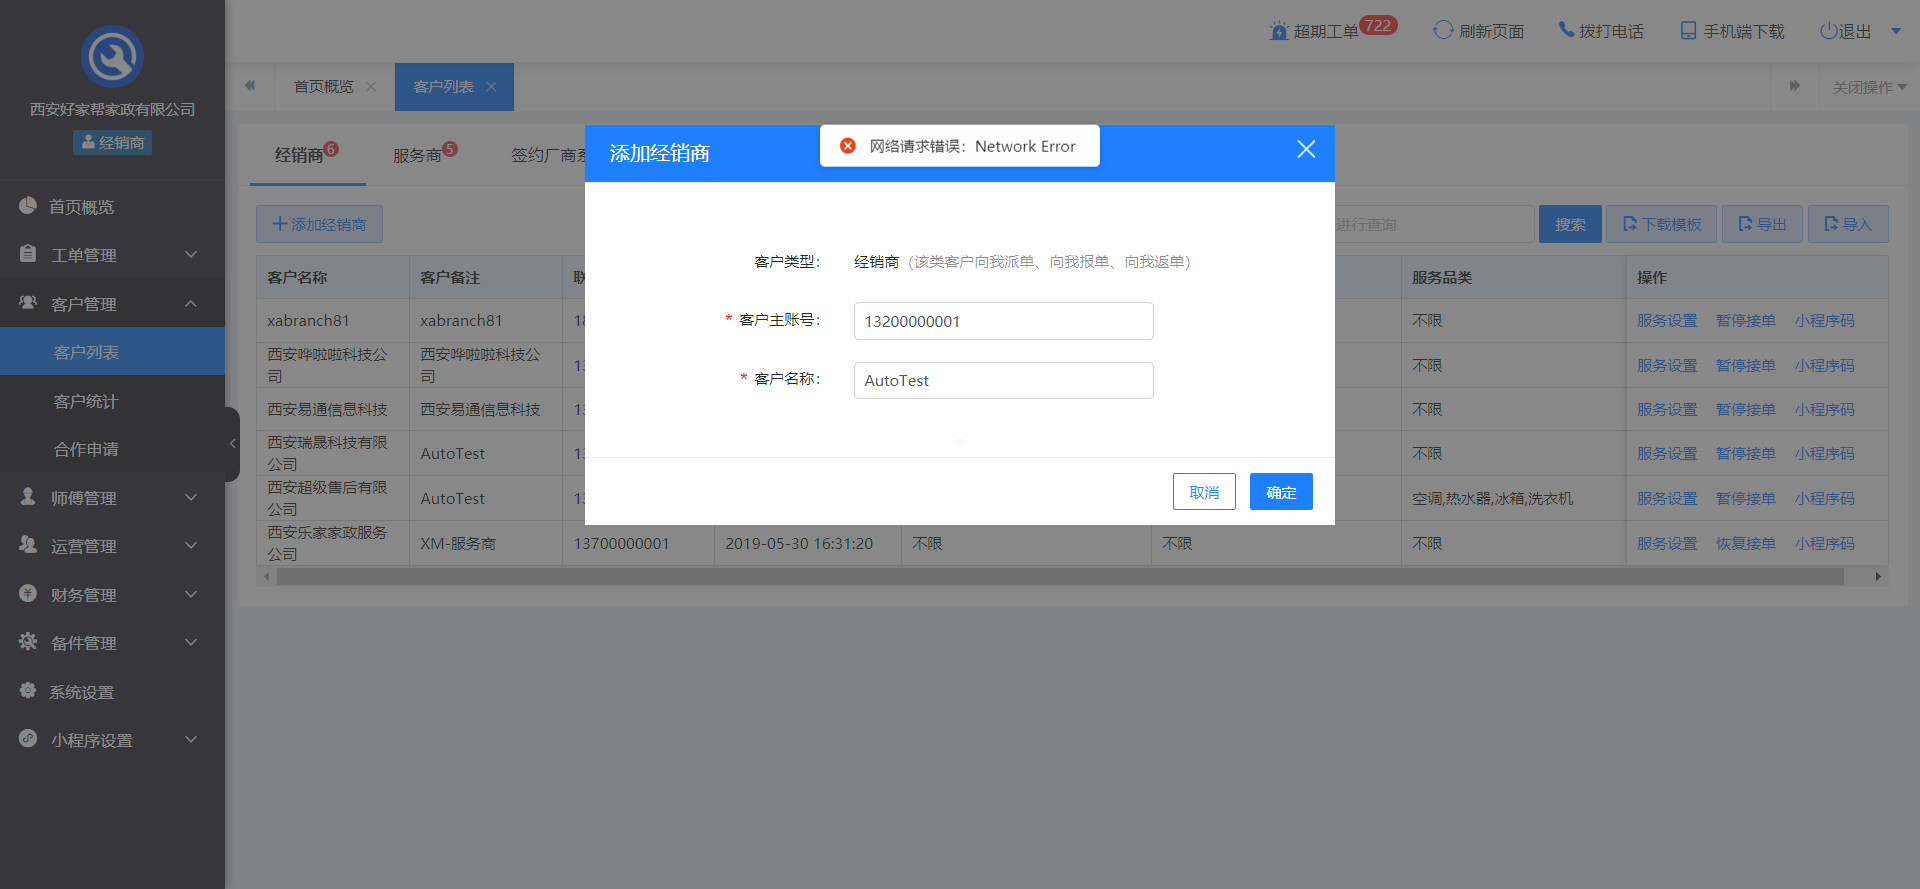 超期工单 722
刷新页面
拨打电话
手机端下载
退出
西安好家帮家政有限公司
经销商
首页概览
工单管理
客户管理
客户列表
客户统计
合作申请
师傅管理
运营管理
财务管理
备件管理
系统设置
小程序设置
首页概览
客户列表
关闭操作
经销商 6
服务商 5
签约厂商
添加经销商
进行查询
搜索
下载模板
导出
导入
客户名称 客户备注 服务品类 操作
xabranch81 xabranch81 不限 服务设置 暂停接单 小程序码
西安哗啦啦科技公司 西安哗啦啦科技公司 不限 服务设置 暂停接单 小程序码
西安易通信息科技 西安易通信息科技 不限 服务设置 暂停接单 小程序码
西安瑞晟科技有限公司 AutoTest 不限 服务设置 暂停接单 小程序码
西安超级售后有限公司 AutoTest 空调,热水器,冰箱,洗衣机 服务设置 暂停接单 小程序码
西安乐家家政服务公司 XM-服务商 13700000001 2019-05-30 16:31:20 不限 不限 不限 服务设置 恢复接单 小程序码
添加经销商
网络请求错误：Network Error
客户类型： 经销商（该类客户向我派单、向我报单、向我返单）
* 客户主账号： 13200000001
* 客户名称： AutoTest
取消
确定